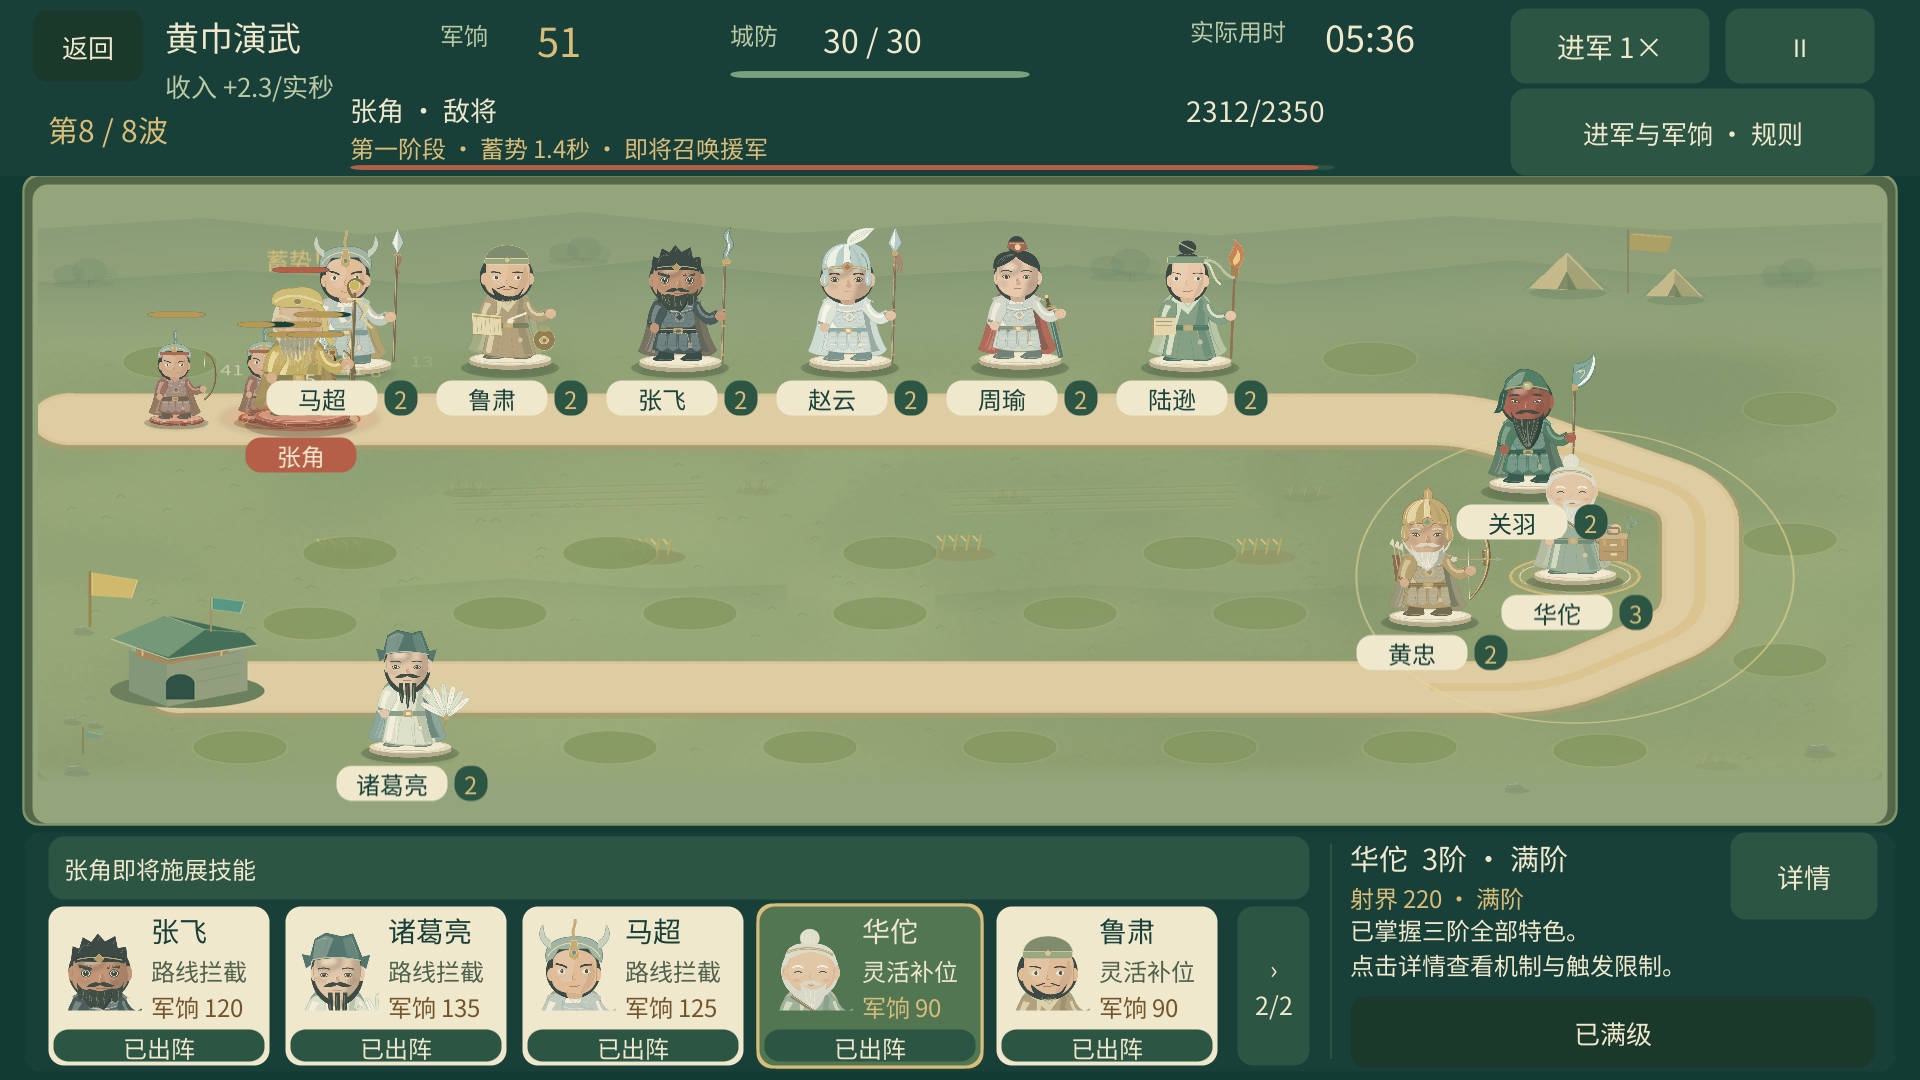 返回
黄巾演武
收入 +2.3/实秒
军饷 51
城防 30 / 30
实际用时 05:36
进军 1×
II
第8 / 8波
张角 · 敌将
2312/2350
第一阶段 · 蓄势 1.4秒 · 即将召唤援军
进军与军饷 · 规则
蓄势
41
13
马超 2
鲁肃 2
张飞 2
赵云 2
周瑜 2
陆逊 2
张角
关羽 2
华佗 3
黄忠 2
诸葛亮 2
张角即将施展技能
张飞
路线拦截
军饷 120
已出阵
诸葛亮
路线拦截
军饷 135
已出阵
马超
路线拦截
军饷 125
已出阵
华佗
灵活补位
军饷 90
已出阵
鲁肃
灵活补位
军饷 90
已出阵
›
2/2
华佗 3阶 · 满阶
射界 220 · 满阶
已掌握三阶全部特色。
点击详情查看机制与触发限制。
详情
已满级